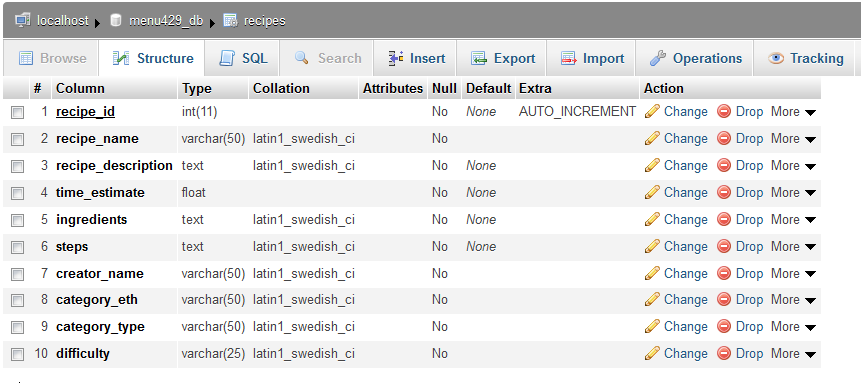 localhost menu429_db recipes
Browse Structure SQL Search Insert Export Import Operations Tracking
# Column Type Collation Attributes Null Default Extra Action
1 recipe_id int(11) No None AUTO_INCREMENT Change Drop More
2 recipe_name varchar(50) latin1_swedish_ci No Change Drop More
3 recipe_description text latin1_swedish_ci No None Change Drop More
4 time_estimate float No None Change Drop More
5 ingredients text latin1_swedish_ci No None Change Drop More
6 steps text latin1_swedish_ci No None Change Drop More
7 creator_name varchar(50) latin1_swedish_ci No Change Drop More
8 category_eth varchar(50) latin1_swedish_ci No Change Drop More
9 category_type varchar(50) latin1_swedish_ci No Change Drop More
10 difficulty varchar(25) latin1_swedish_ci No Change Drop More